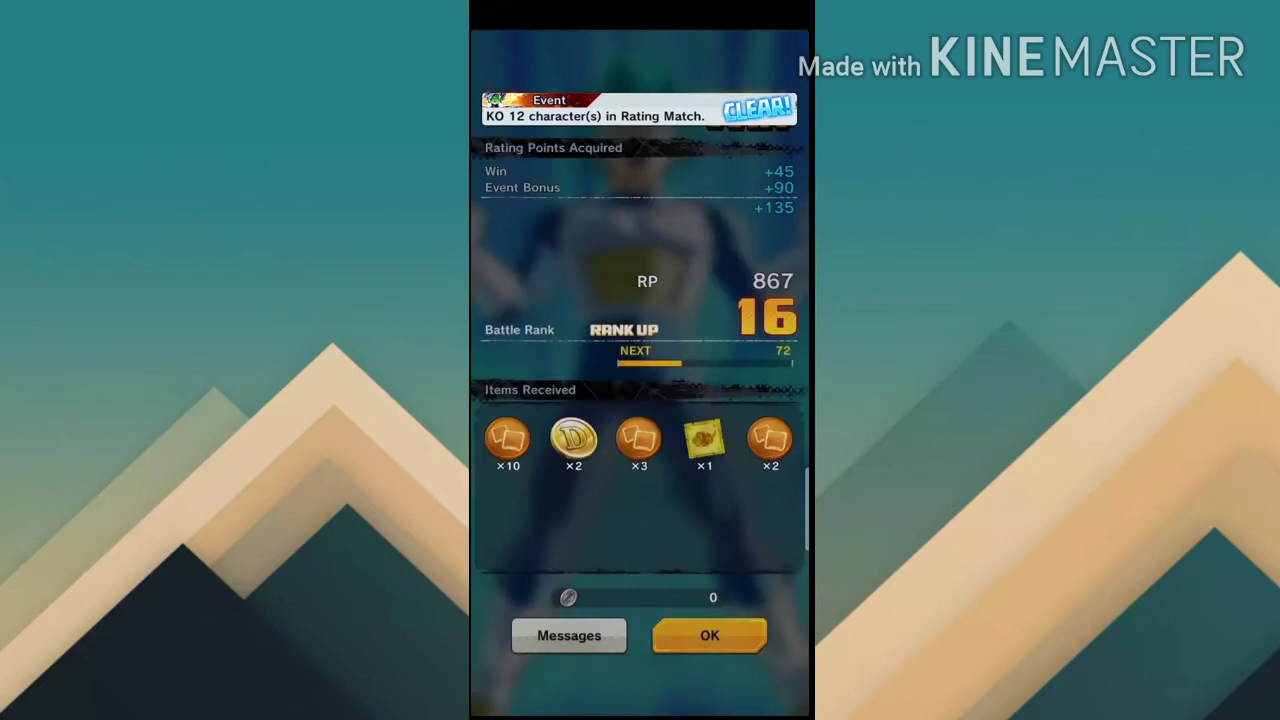 Made with KINEMASTER
Event
KO 12 character(s) in Rating Match.
CLEAR!
Rating Points Acquired
Win +45
Event Bonus +90
+135
RP 867
Battle Rank RANK UP 16
NEXT 72
Items Received
D
×10 ×2 ×3 ×1 ×2
0
Messages OK